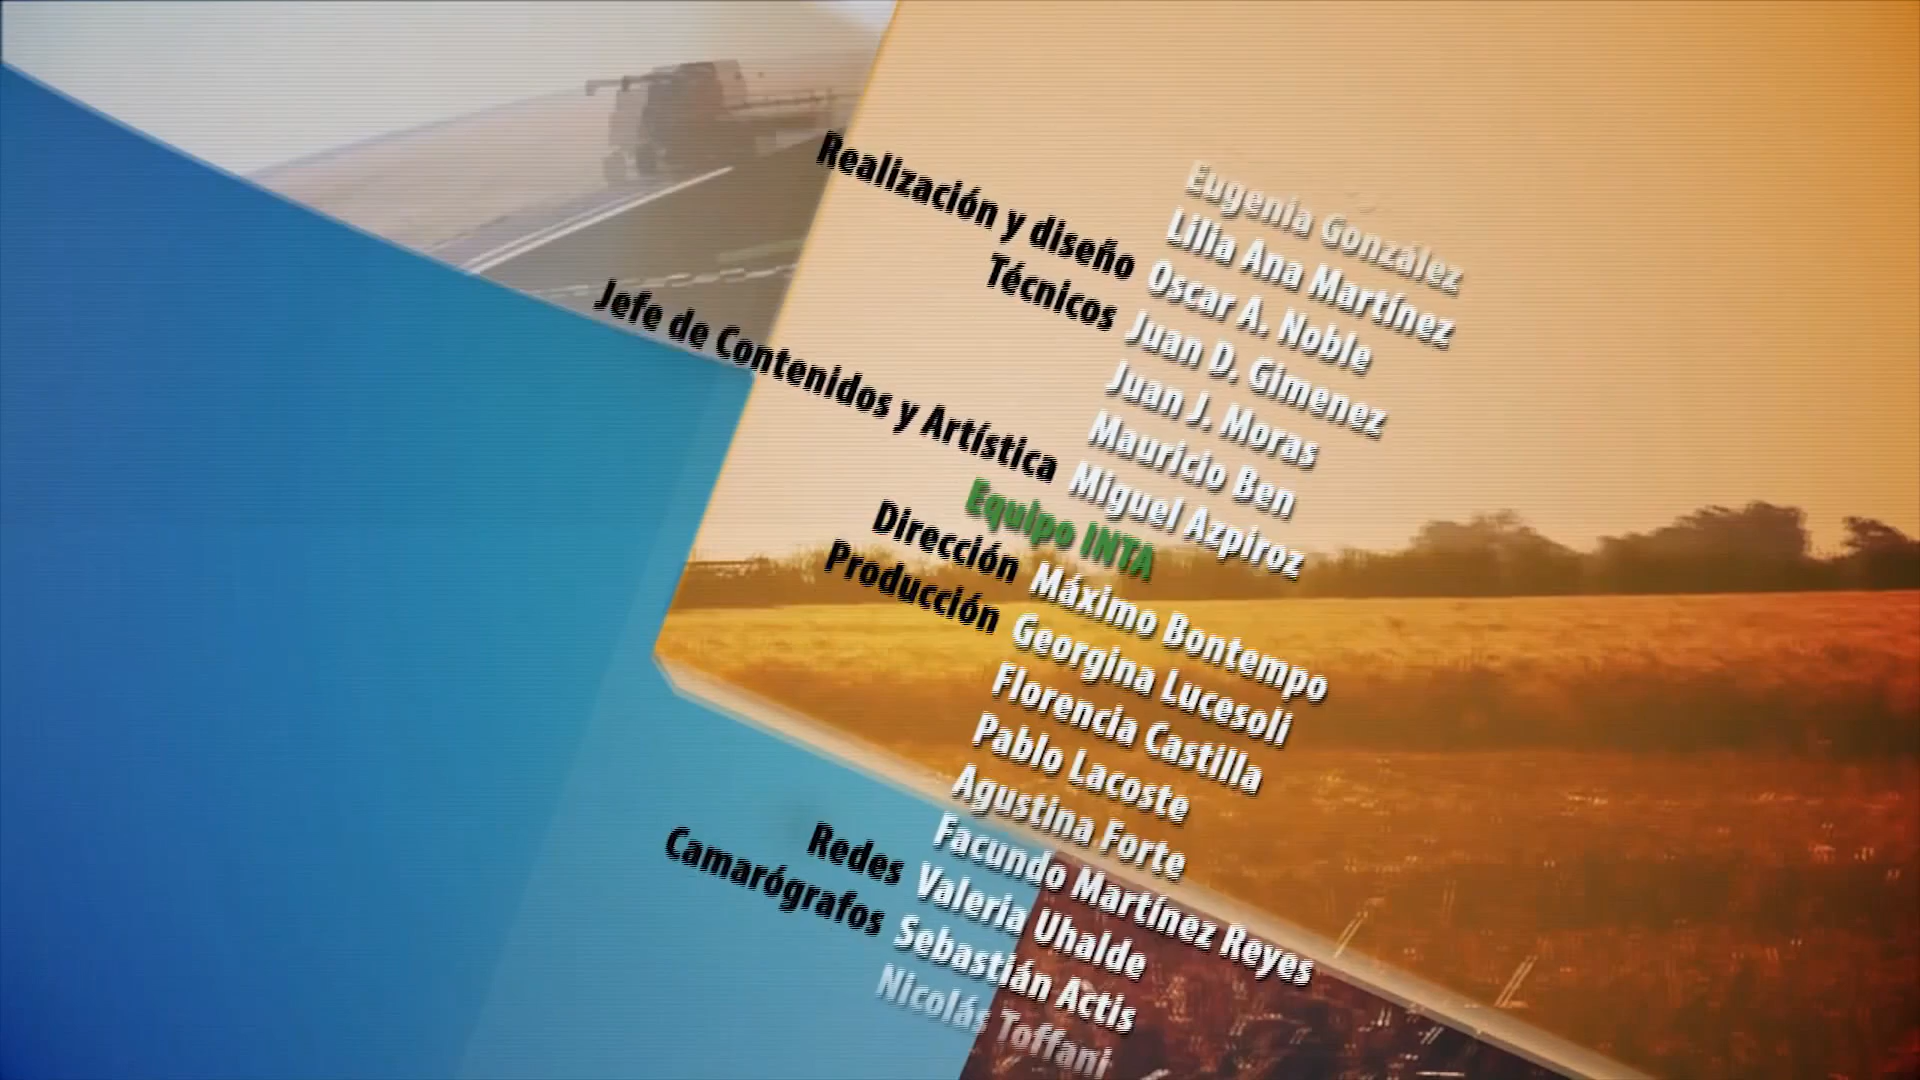 Eugenia González
Lilia Ana Martínez
Realización y diseño Oscar A. Noble
Técnicos Juan D. Gimenez
Juan J. Moras
Mauricio Ben
Jefe de Contenidos y Artística Miguel Azpiroz
Equipo INTA
Dirección Máximo Bontempo
Producción Georgina Lucesoli
Florencia Castilla
Pablo Lacoste
Agustina Forte
Facundo Martínez Reyes
Redes Valeria Uhalde
Camarógrafos Sebastián Actis
Nicolás Toffani